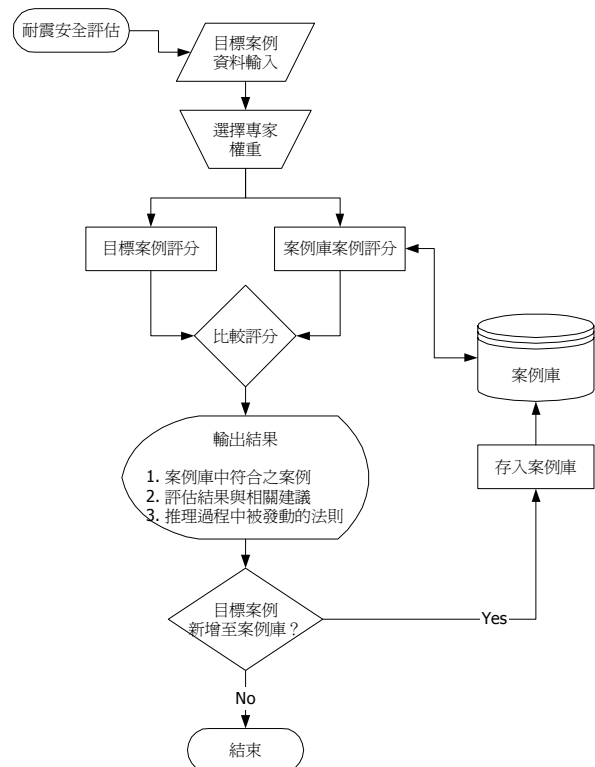 耐震安全評估
目標案例
資料輸入
選擇專家
權重
目標案例評分
案例庫案例評分
比較評分
案例庫
輸出結果
1. 案例庫中符合之案例
2. 評估結果與相關建議
3. 推理過程中被發動的法則
存入案例庫
目標案例
新增至案例庫？
Yes
No
結束